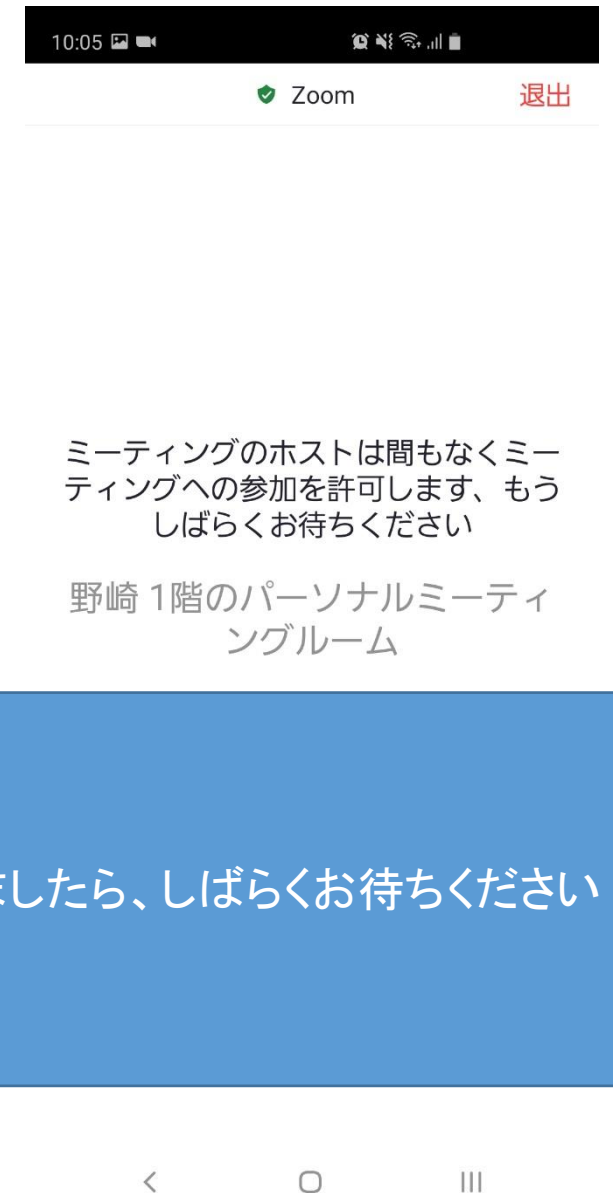 10:05
Zoom 退出
ミーティングのホストは間もなくミー
ティングへの参加を許可します、もう
しばらくお待ちください
野崎 1階のパーソナルミーティ
ングルーム
ましたら、しばらくお待ちください